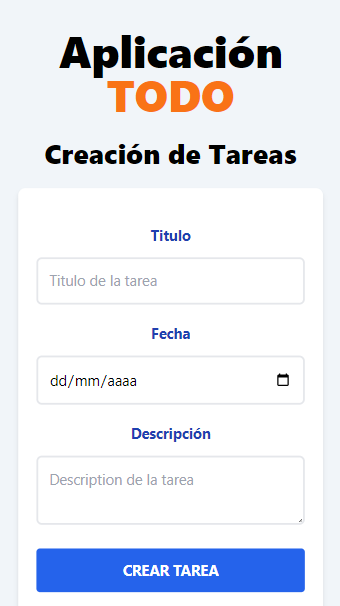 Aplicación
TODO
Creación de Tareas
Titulo
Titulo de la tarea
Fecha
dd/mm/aaaa
Descripción
Description de la tarea
CREAR TAREA